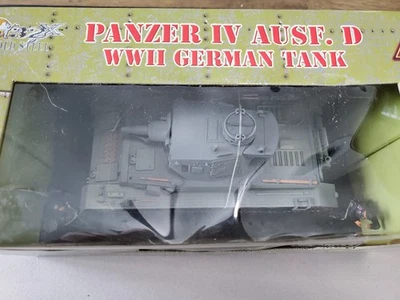 PANZER IV AUSF. D
WWII GERMAN TANK